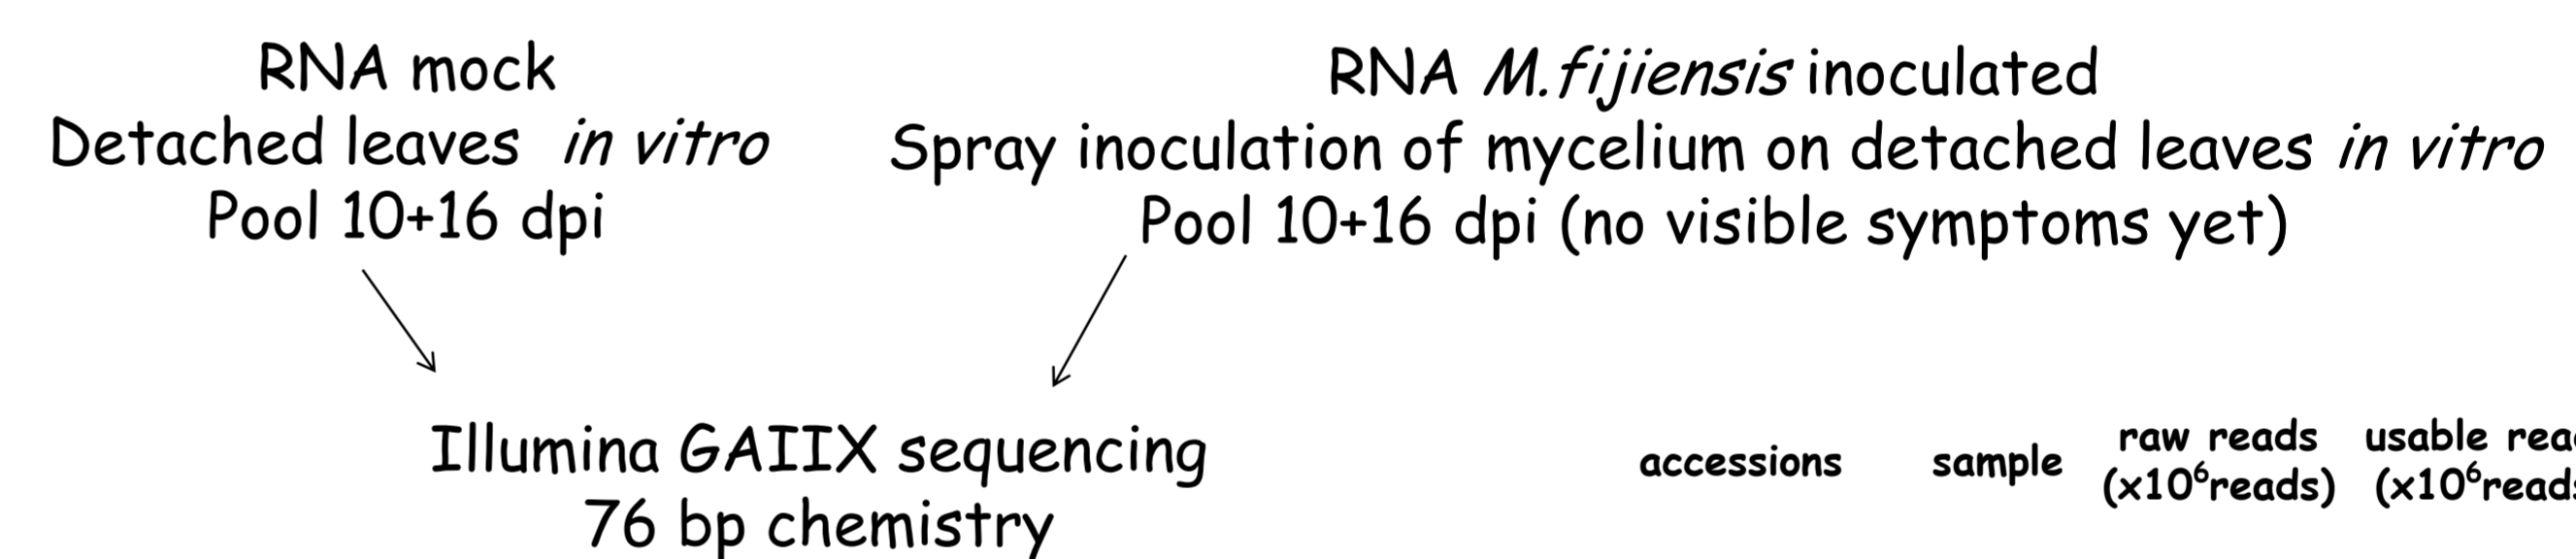 RNA mock
Detached leaves in vitro
Pool 10+16 dpi
RNA M.fijiensis inoculated
Spray inoculation of mycelium on detached leaves in vitro
Pool 10+16 dpi (no visible symptoms yet)
Illumina GAIIX sequencing
76 bp chemistry
accessions sample raw reads (x10⁶reads) usable
(x10⁶